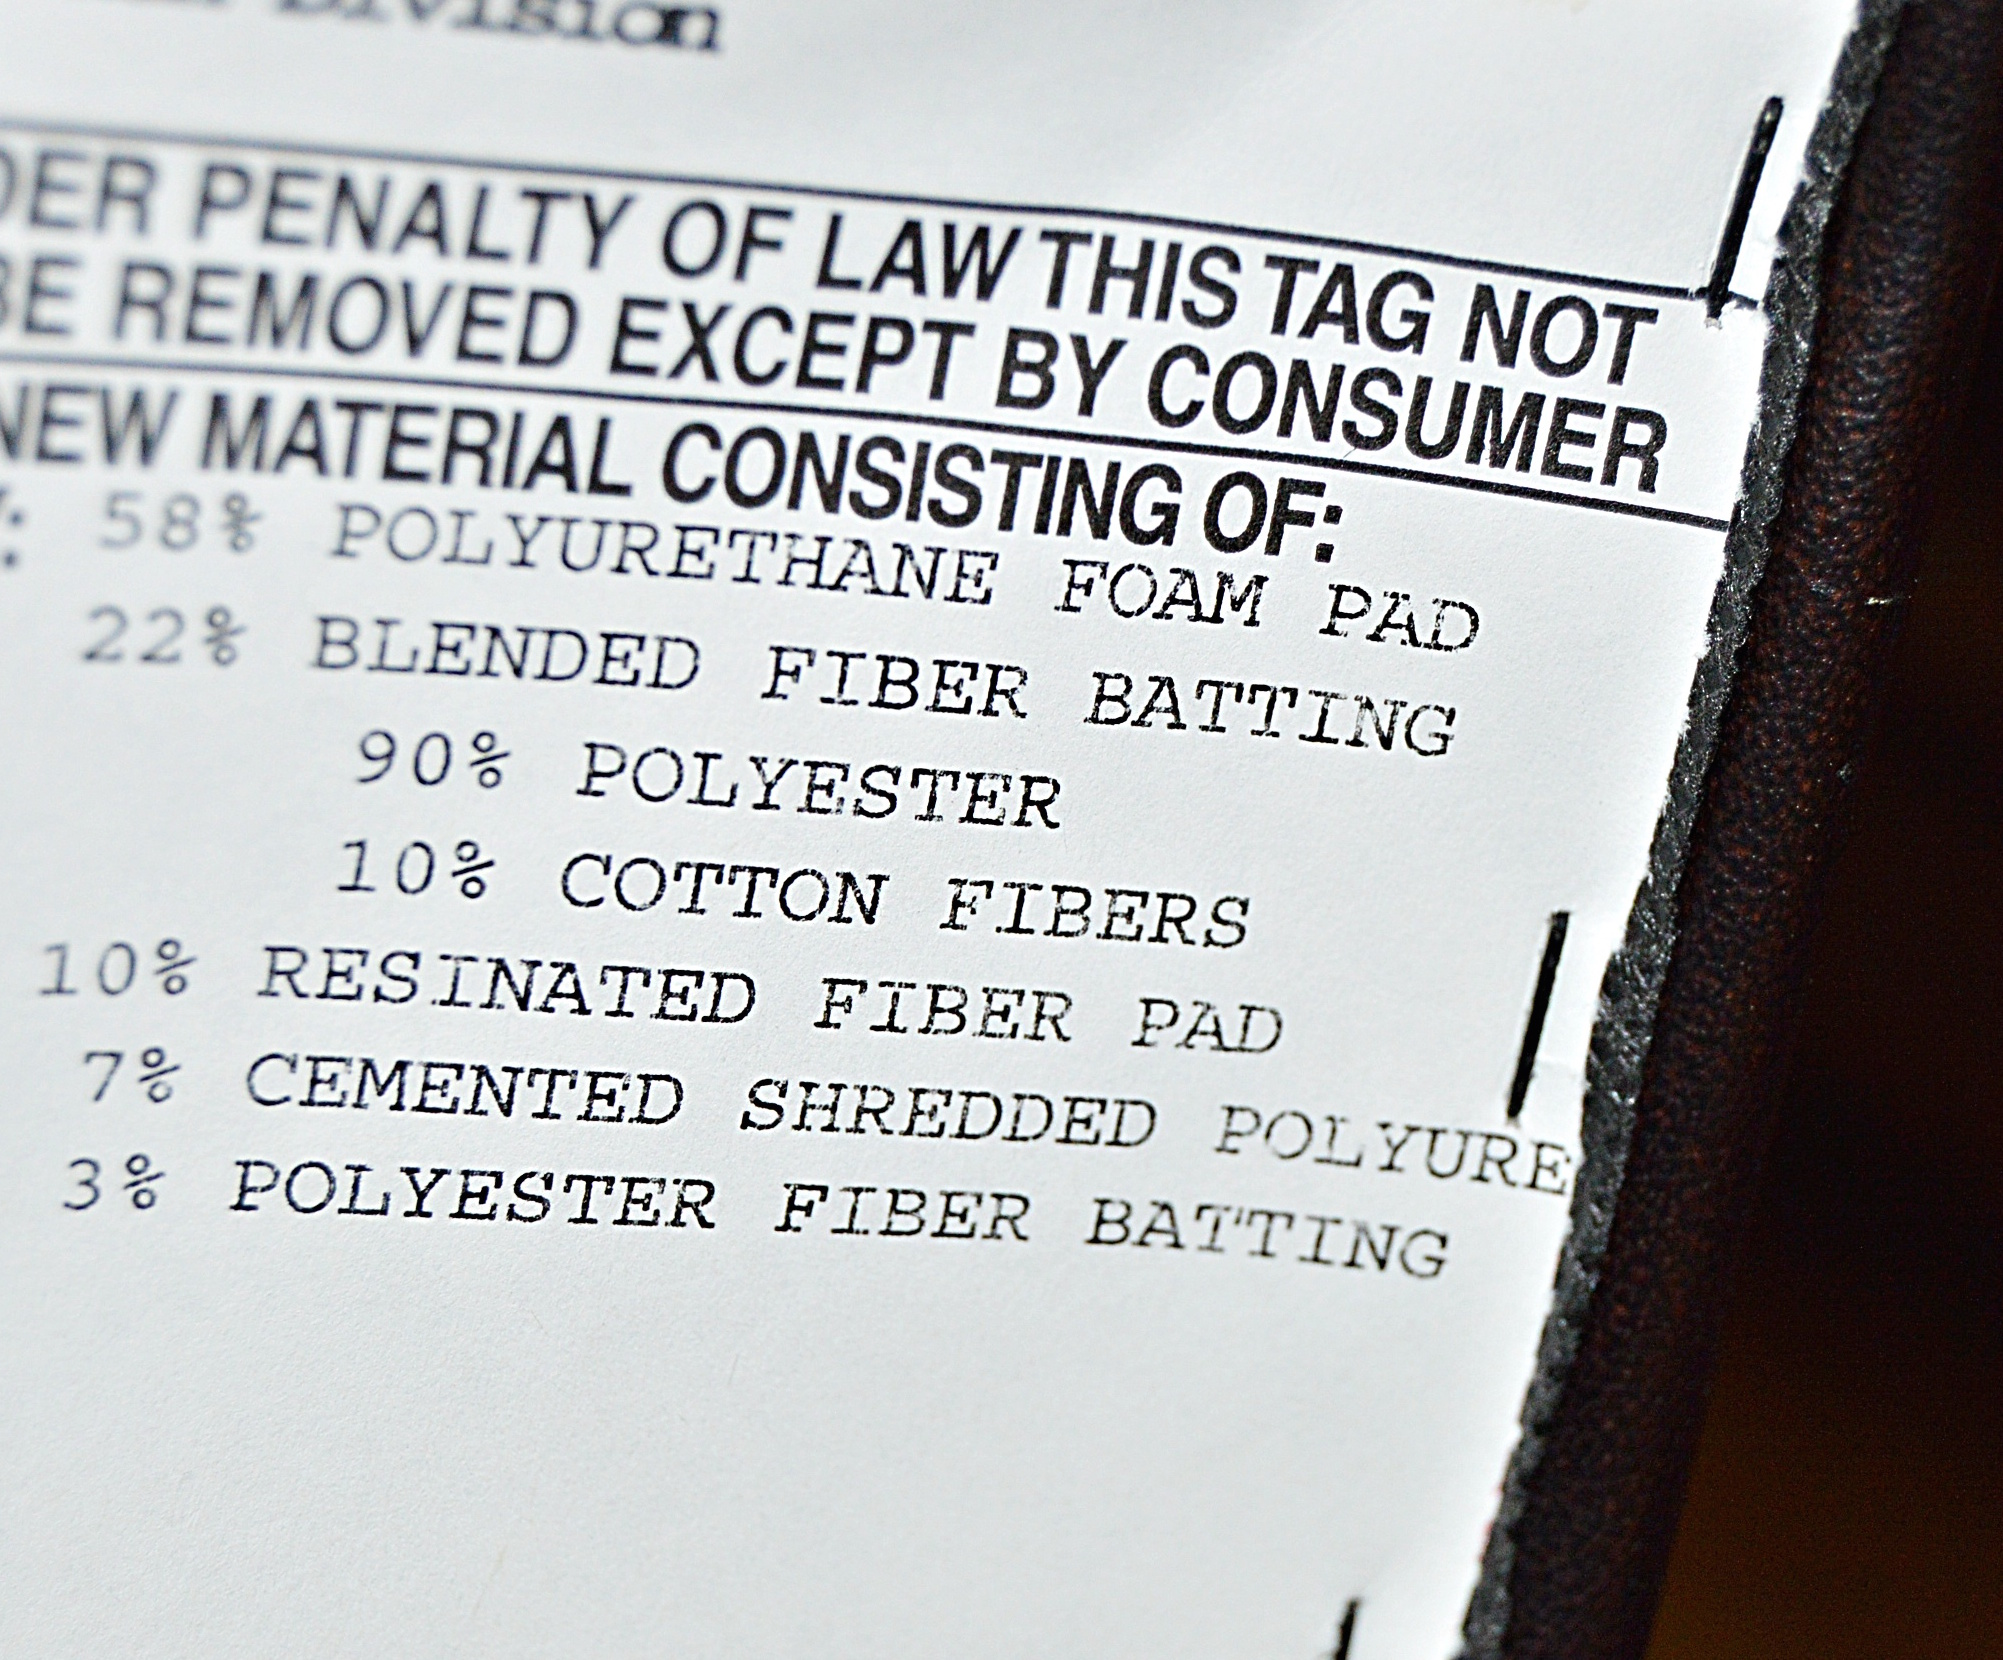 Division
PENALTY OF LAW THIS TAG NOT
BE REMOVED EXCEPT BY CONSUMER
NEW MATERIAL CONSISTING OF:
58% POLYURETHANE FOAM PAD
22% BLENDED FIBER BATTING
90% POLYESTER
10% COTTON FIBERS
10% RESINATED FIBER PAD
7% CEMENTED SHREDDED POLYURE
3% POLYESTER FIBER BATTING